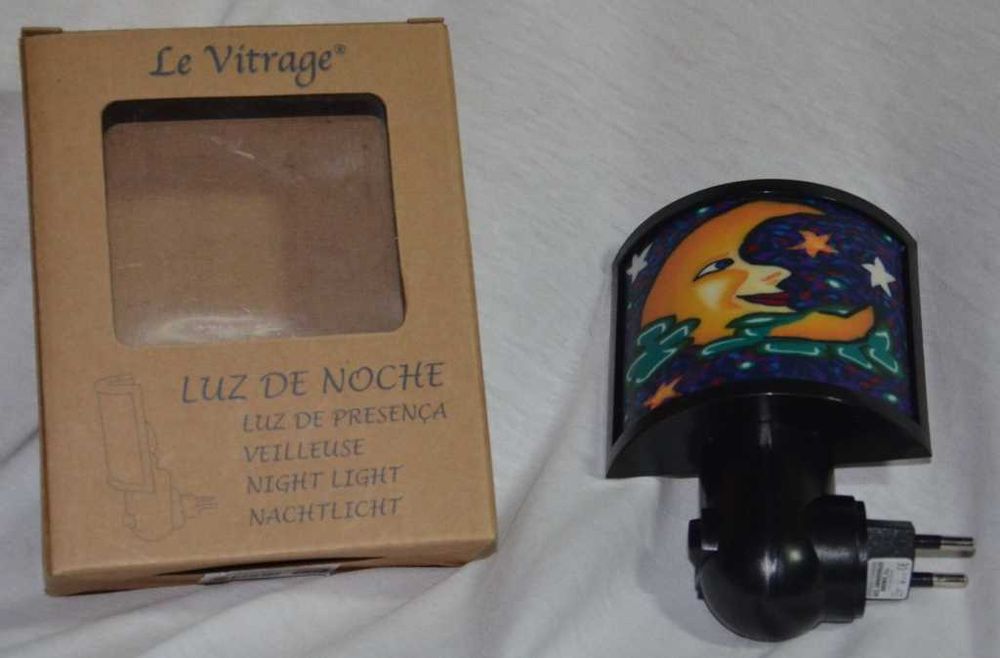 Le Vitrage®
LUZ DE NOCHE
LUZ DE PRESENÇA
VEILLEUSE
NIGHT LIGHT
NACHTLICHT